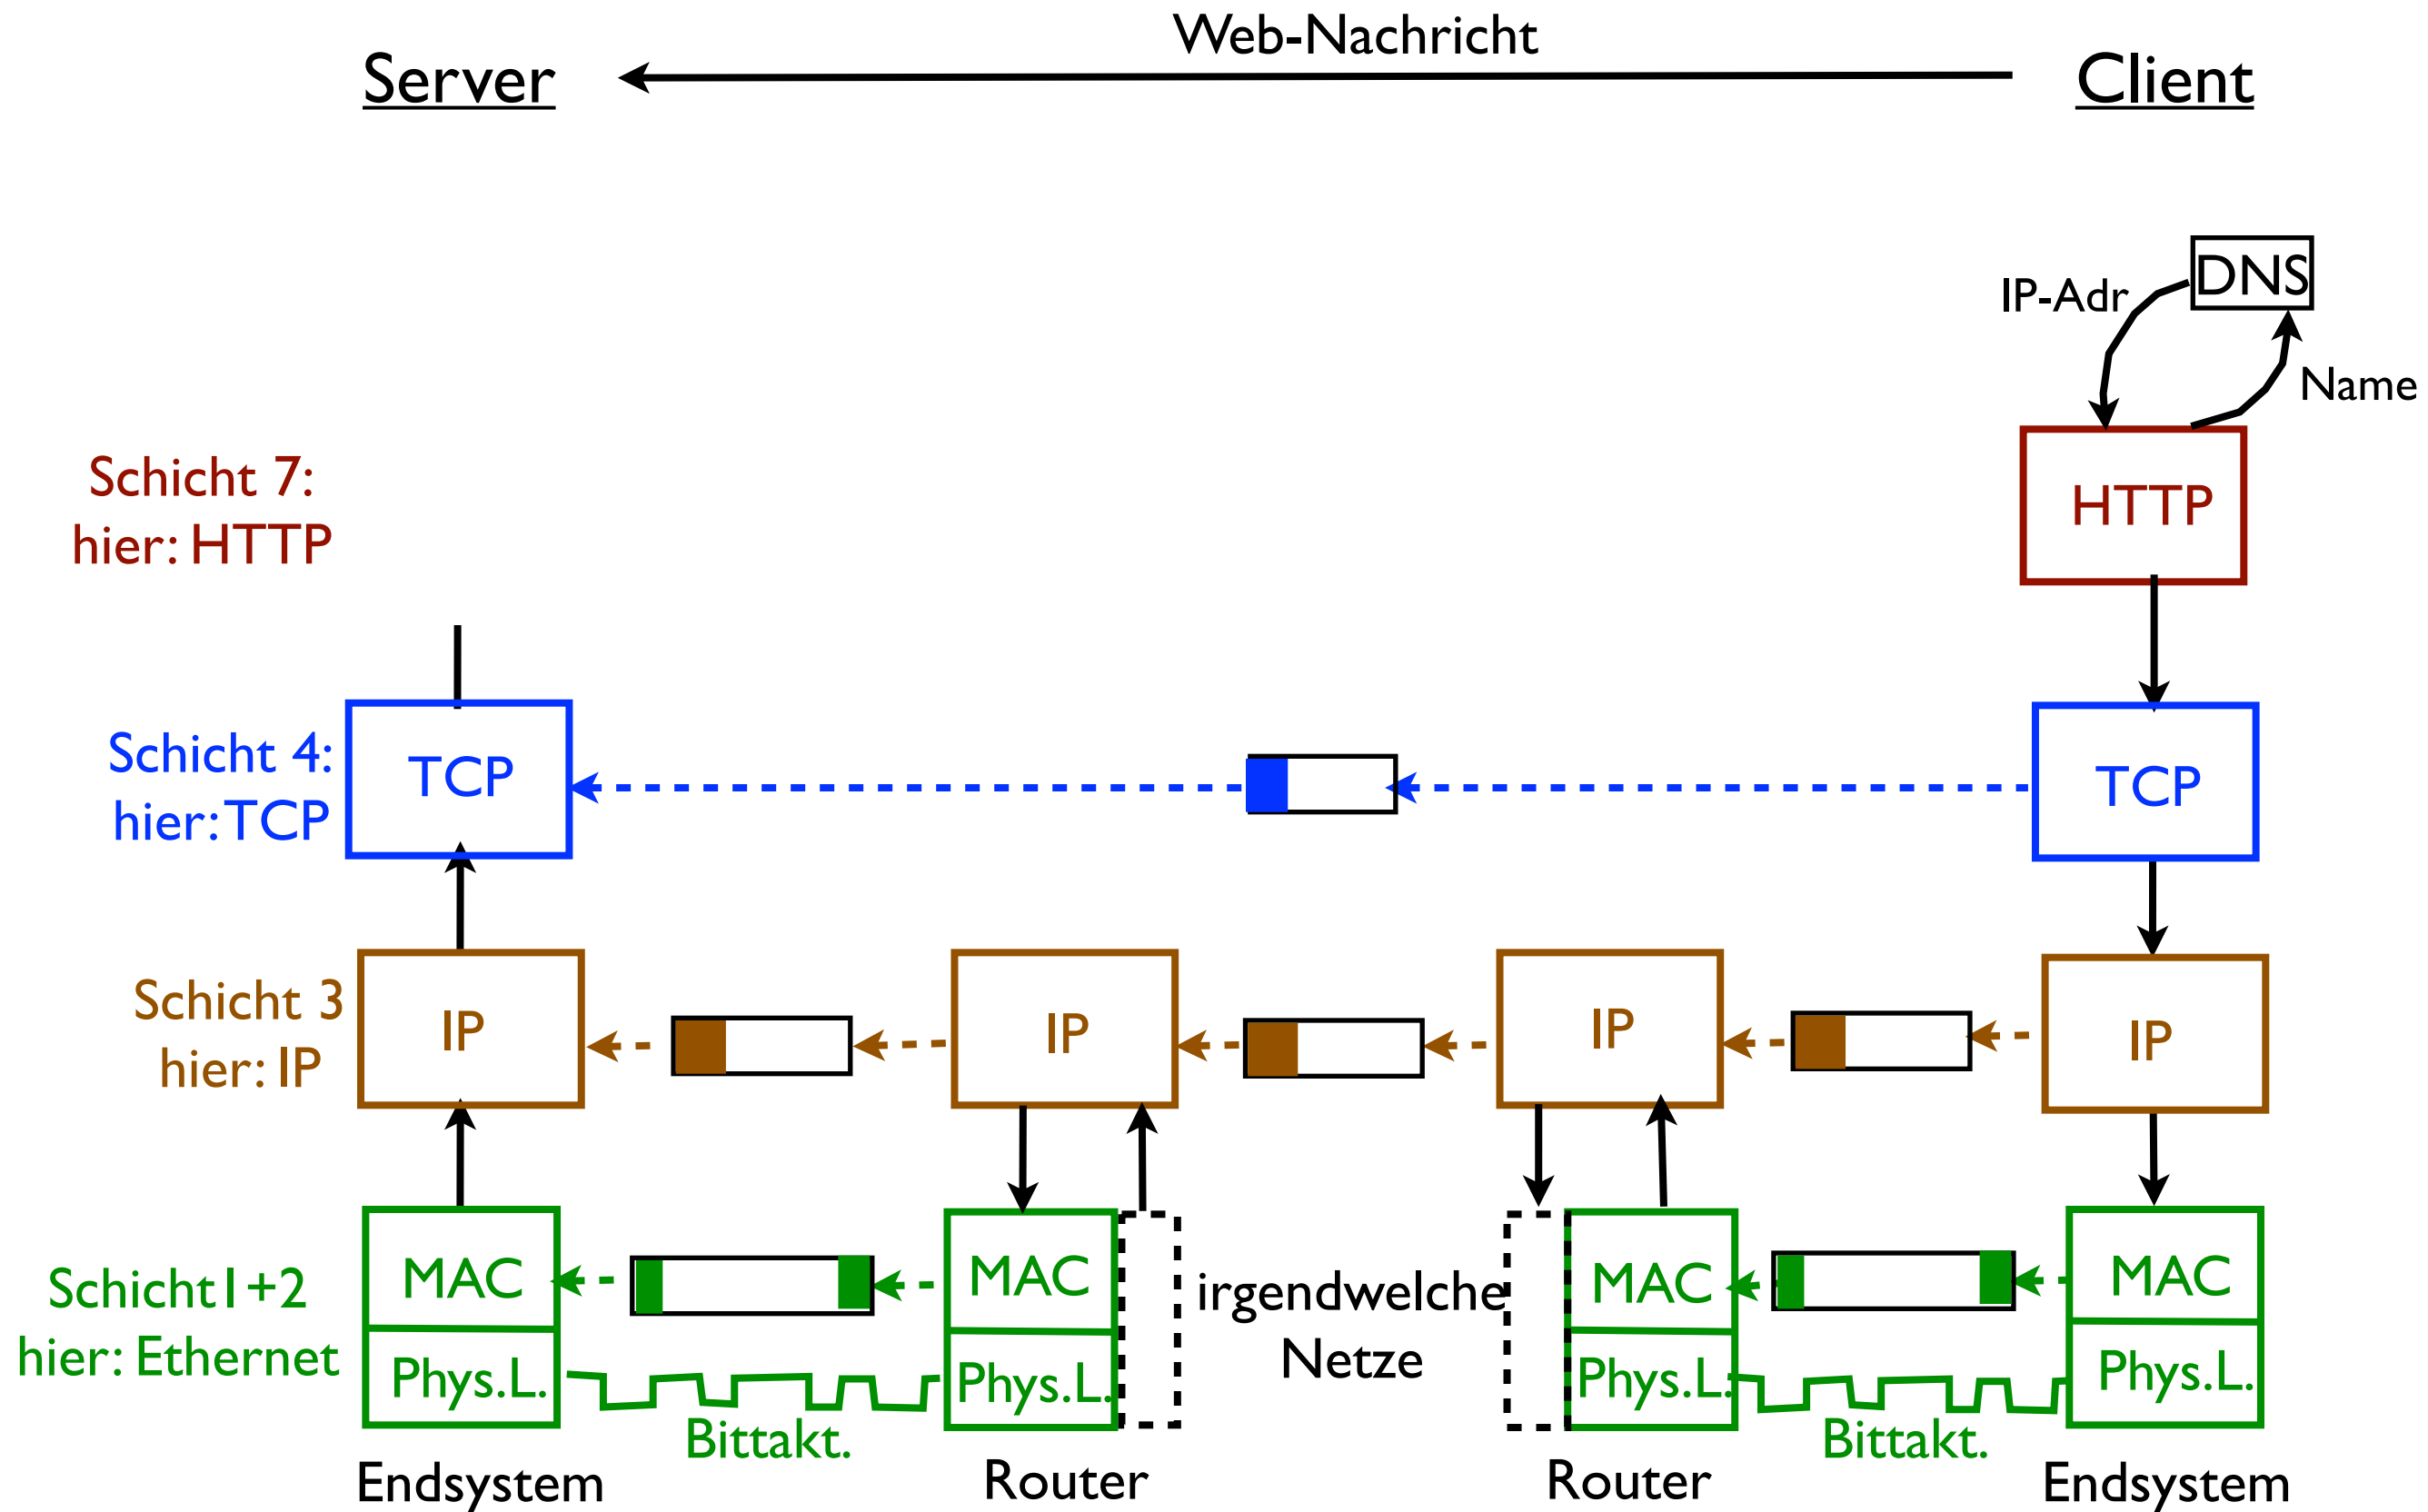 Web-Nachricht
Server
Client
DNS
IP-Adr
Name
Schicht 7:
hier: HTTP
HTTP
Schicht 4:
hier: TCP
TCP
TCP
Schicht 3
hier: IP
IP
IP
IP
IP
Schicht1+2
hier: Ethernet
MAC
MAC
irgendwelche
Netze
MAC
MAC
Phys.L.
Phys.L.
Phys.L.
Phys.L.
Bittakt.
Bittakt.
Endsystem
Router
Router
Endsystem